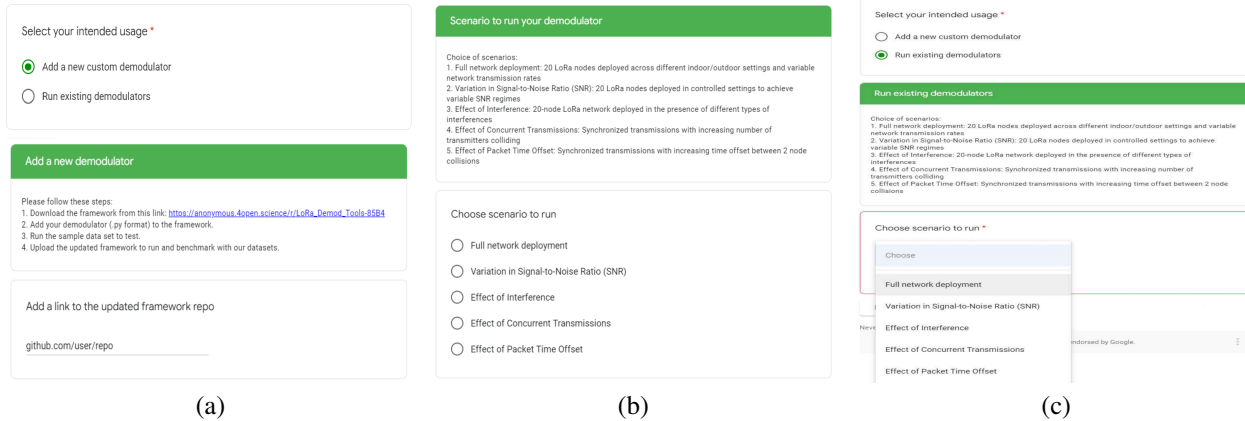 Select your intended usage *
Add a new custom demodulator
Run existing demodulators
Add a new demodulator
Please follow these steps:
1. Download the framework from this link: https://anonymous.4open.science/r/LoRa_Demod_Tools-85B4
2. Add your demodulator (.py format) to the framework.
3. Run the sample data set to test.
4. Upload the updated framework to run and benchmark with our datasets.
Add a link to the updated framework repo
github.com/user/repo
(a)
Scenario to run your demodulator
Choice of scenarios:
1. Full network deployment: 20 LoRa nodes deployed across different indoor/outdoor settings and variable
network transmission rates
2. Variation in Signal-to-Noise Ratio (SNR): 20 LoRa nodes deployed in controlled settings to achieve
variable SNR regimes
3. Effect of Interference: 20-node LoRa network deployed in the presence of different types of
interferences
4. Effect of Concurrent Transmissions: Synchronized transmissions with increasing number of
transmitters colliding
5. Effect of Packet Time Offset: Synchronized transmissions with increasing time offset between 2 node
collisions
Choose scenario to run
Full network deployment
Variation in Signal-to-Noise Ratio (SNR)
Effect of Interference
Effect of Concurrent Transmissions
Effect of Packet Time Offset
(b)
Select your intended usage *
Add a new custom demodulator
Run existing demodulators
Run existing demodulators
Choice of scenarios:
1. Full network deployment: 20 LoRa nodes deployed across different indoor/outdoor settings and variable
network transmission rates
2. Variation in Signal-to-Noise Ratio (SNR): 20 LoRa nodes deployed in controlled settings to achieve
variable SNR regimes
3. Effect of Interference: 20-node LoRa network deployed in the presence of different types of
interferences
4. Effect of Concurrent Transmissions: Synchronized transmissions with increasing number of
transmitters colliding
5. Effect of Packet Time Offset: Synchronized transmissions with increasing time offset between 2 node
collisions
Choose scenario to run *
Choose
Full network deployment
Variation in Signal-to-Noise Ratio (SNR)
Effect of Interference
Neve
endorsed by Google.
Effect of Concurrent Transmissions
Effect of Packet Time Offset
(c)